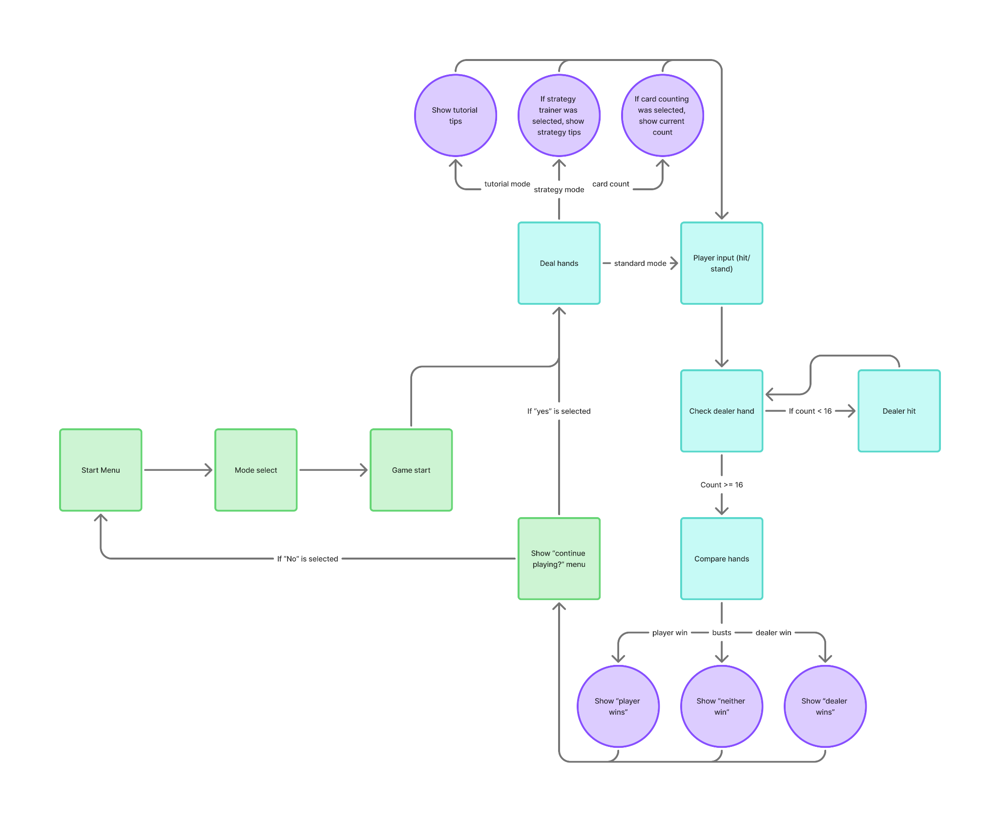 Show tutorial
tips
If strategy
trainer was
selected, show
strategy tips
If card counting
was selected,
show current
count
tutorial mode
strategy mode
card count
Deal hands
standard mode
Player input (hit/
stand)
If “yes” is selected
Check dealer hand
If count < 16
Dealer hit
Start Menu
Mode select
Game start
Count >= 16
If “No” is selected
Show “continue
playing?” menu
Compare hands
player win
busts
dealer win
Show “player
wins”
Show “neither
win”
Show “dealer
wins”